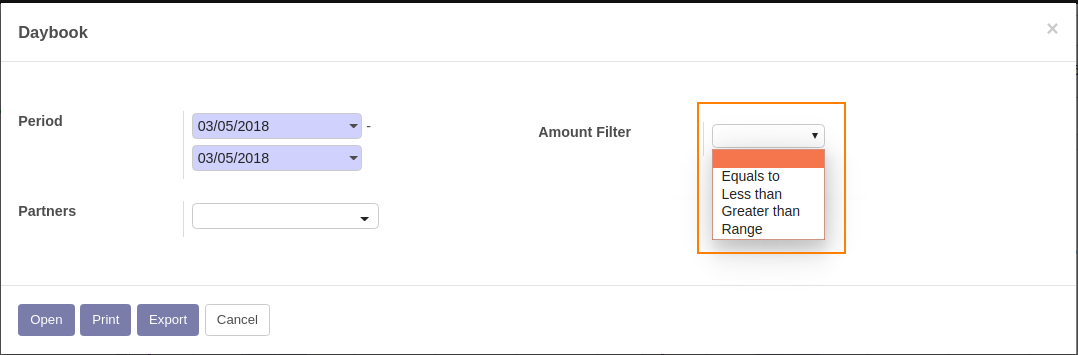 Daybook ×
Period
03/05/2018 -
03/05/2018
Partners
Amount Filter
Equals to
Less than
Greater than
Range
Open Print Export Cancel